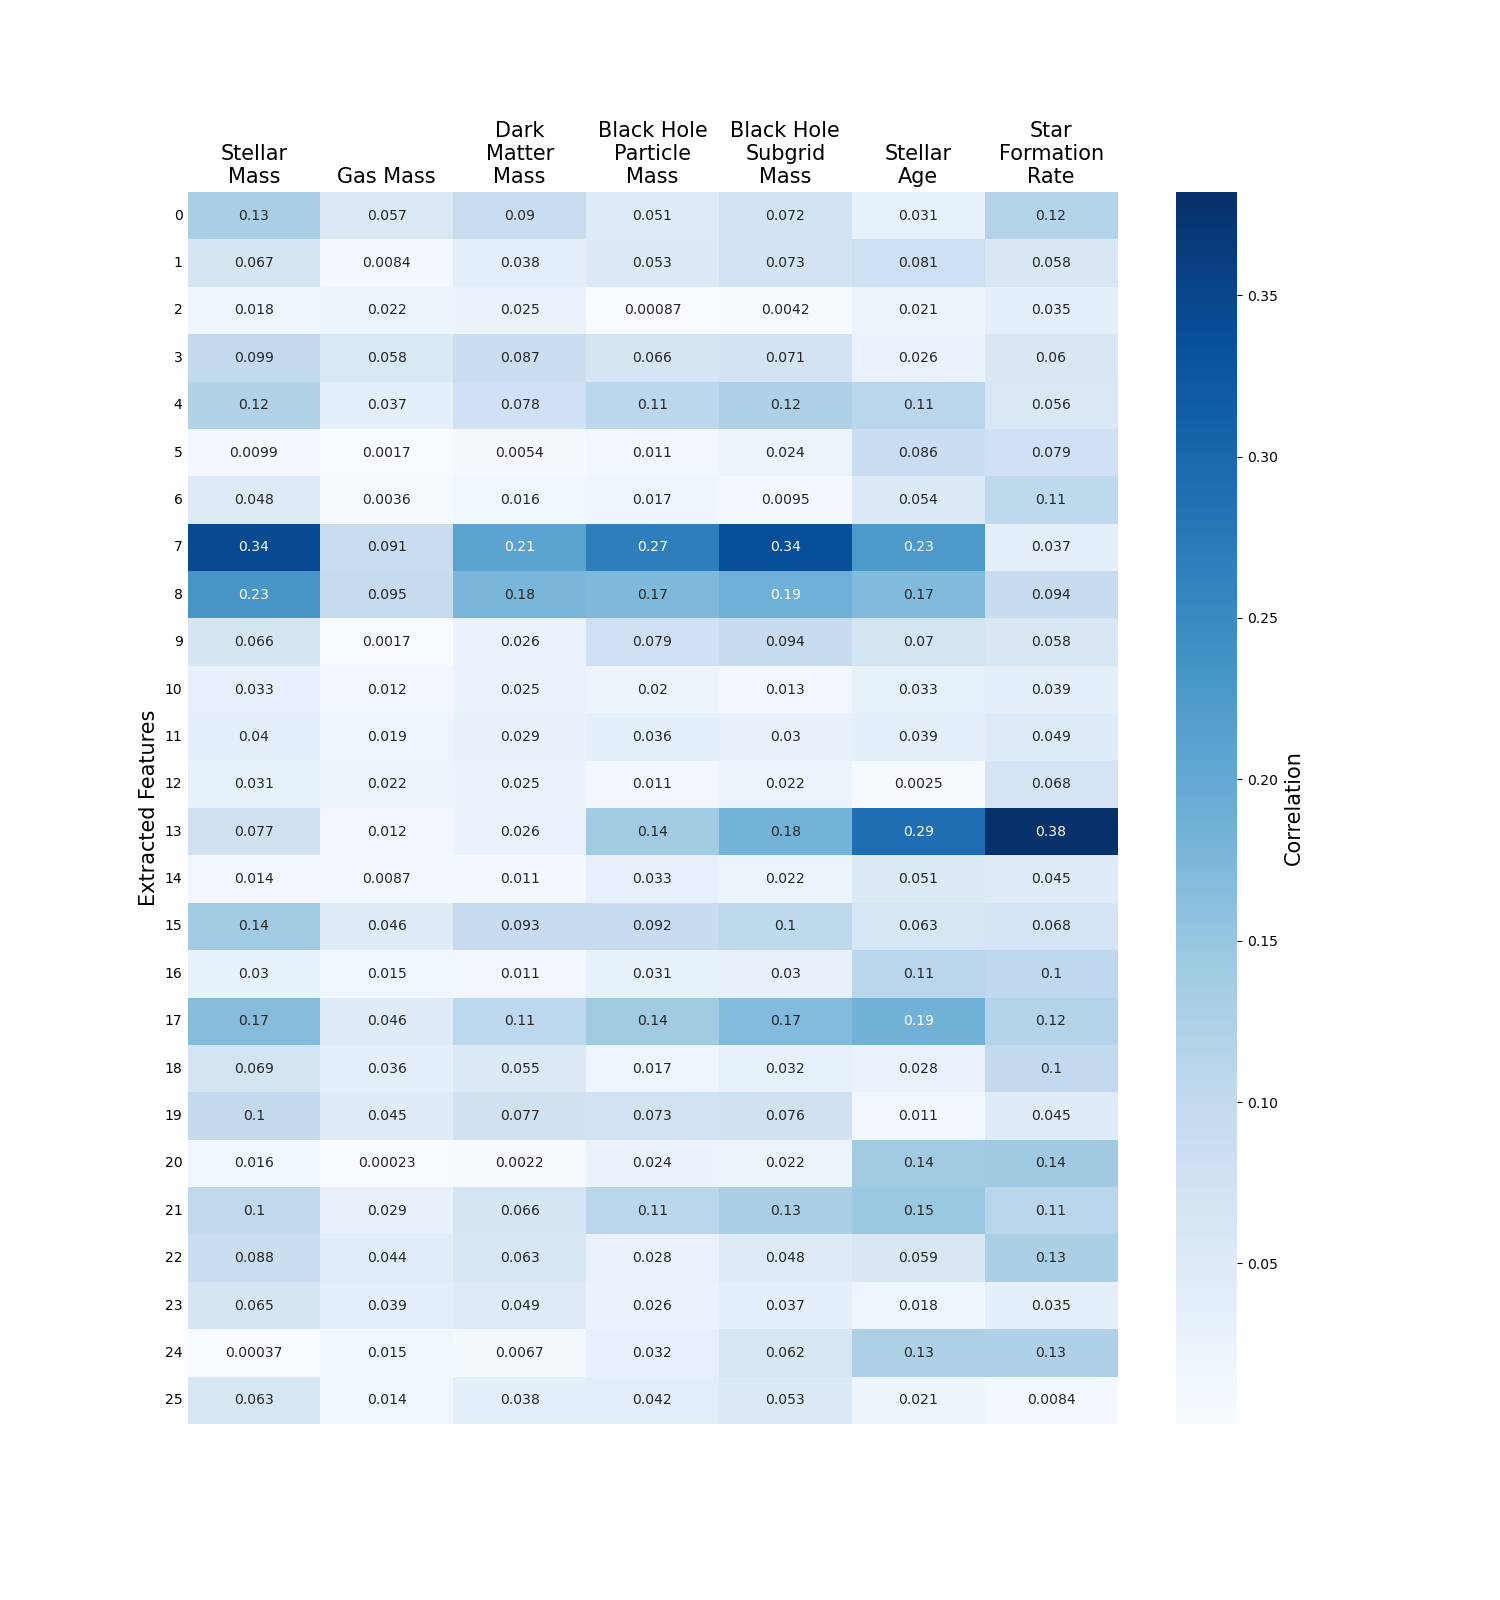 Dark Black Hole Black Hole Star
Stellar Matter Particle Subgrid Stellar Formation
Mass Gas Mass Mass Mass Mass Age Rate
0 0.13 0.057 0.09 0.051 0.072 0.031 0.12
1 0.067 0.0084 0.038 0.053 0.073 0.081 0.058
0.35
2 0.018 0.022 0.025 0.00087 0.0042 0.021 0.035
3 0.099 0.058 0.087 0.066 0.071 0.026 0.06
4 0.12 0.037 0.078 0.11 0.12 0.11 0.056
5 0.0099 0.0017 0.0054 0.011 0.024 0.086 0.079
0.30
6 0.048 0.0036 0.016 0.017 0.0095 0.054 0.11
7 0.34 0.091 0.21 0.27 0.34 0.23 0.037
8 0.23 0.095 0.18 0.17 0.19 0.17 0.094
0.25
9 0.066 0.0017 0.026 0.079 0.094 0.07 0.058
10 0.033 0.012 0.025 0.02 0.013 0.033 0.039
11 0.04 0.019 0.029 0.036 0.03 0.039 0.049
12 0.031 0.022 0.025 0.011 0.022 0.0025 0.068
0.20
Extracted Features
Correlation
13 0.077 0.012 0.026 0.14 0.18 0.29 0.38
14 0.014 0.0087 0.011 0.033 0.022 0.051 0.045
15 0.14 0.046 0.093 0.092 0.1 0.063 0.068
0.15
16 0.03 0.015 0.011 0.031 0.03 0.11 0.1
17 0.17 0.046 0.11 0.14 0.17 0.19 0.12
18 0.069 0.036 0.055 0.017 0.032 0.028 0.1
0.10
19 0.1 0.045 0.077 0.073 0.076 0.011 0.045
20 0.016 0.00023 0.0022 0.024 0.022 0.14 0.14
21 0.1 0.029 0.066 0.11 0.13 0.15 0.11
22 0.088 0.044 0.063 0.028 0.048 0.059 0.13
0.05
23 0.065 0.039 0.049 0.026 0.037 0.018 0.035
24 0.00037 0.015 0.0067 0.032 0.062 0.13 0.13
25 0.063 0.014 0.038 0.042 0.053 0.021 0.0084